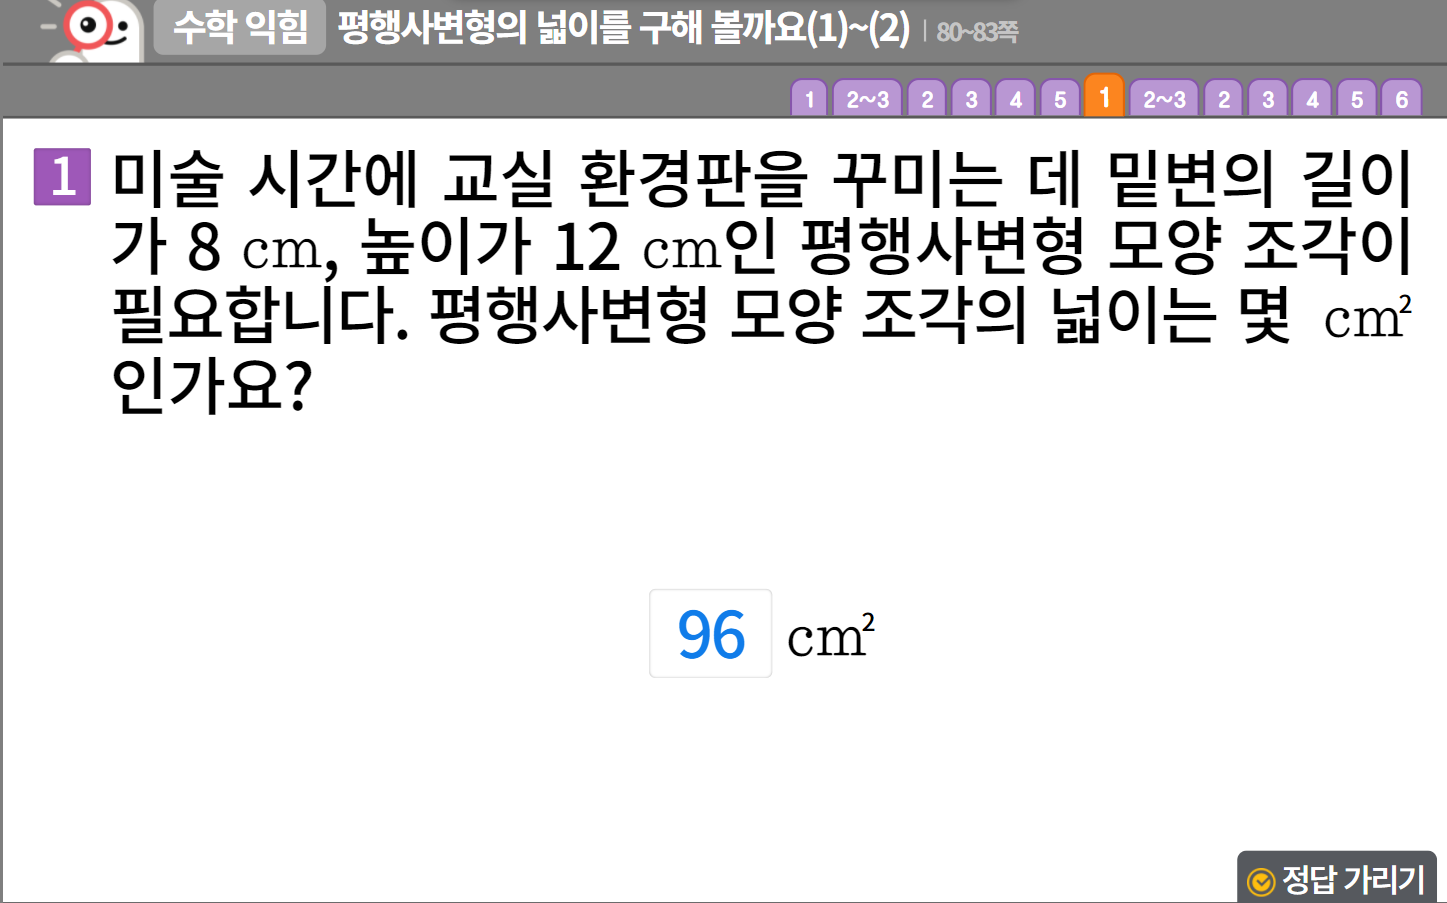 수학 익힘 평행사변형의 넓이를 구해 볼까요(1)~(2) | 80~83쪽
1 2~3 2 3 4 5 1 2~3 2 3 4 5 6
1 미술 시간에 교실 환경판을 꾸미는 데 밑변의 길이
가 8 cm, 높이가 12 cm인 평행사변형 모양 조각이
필요합니다. 평행사변형 모양 조각의 넓이는 몇 cm²
인가요?
96 cm²
정답 가리기